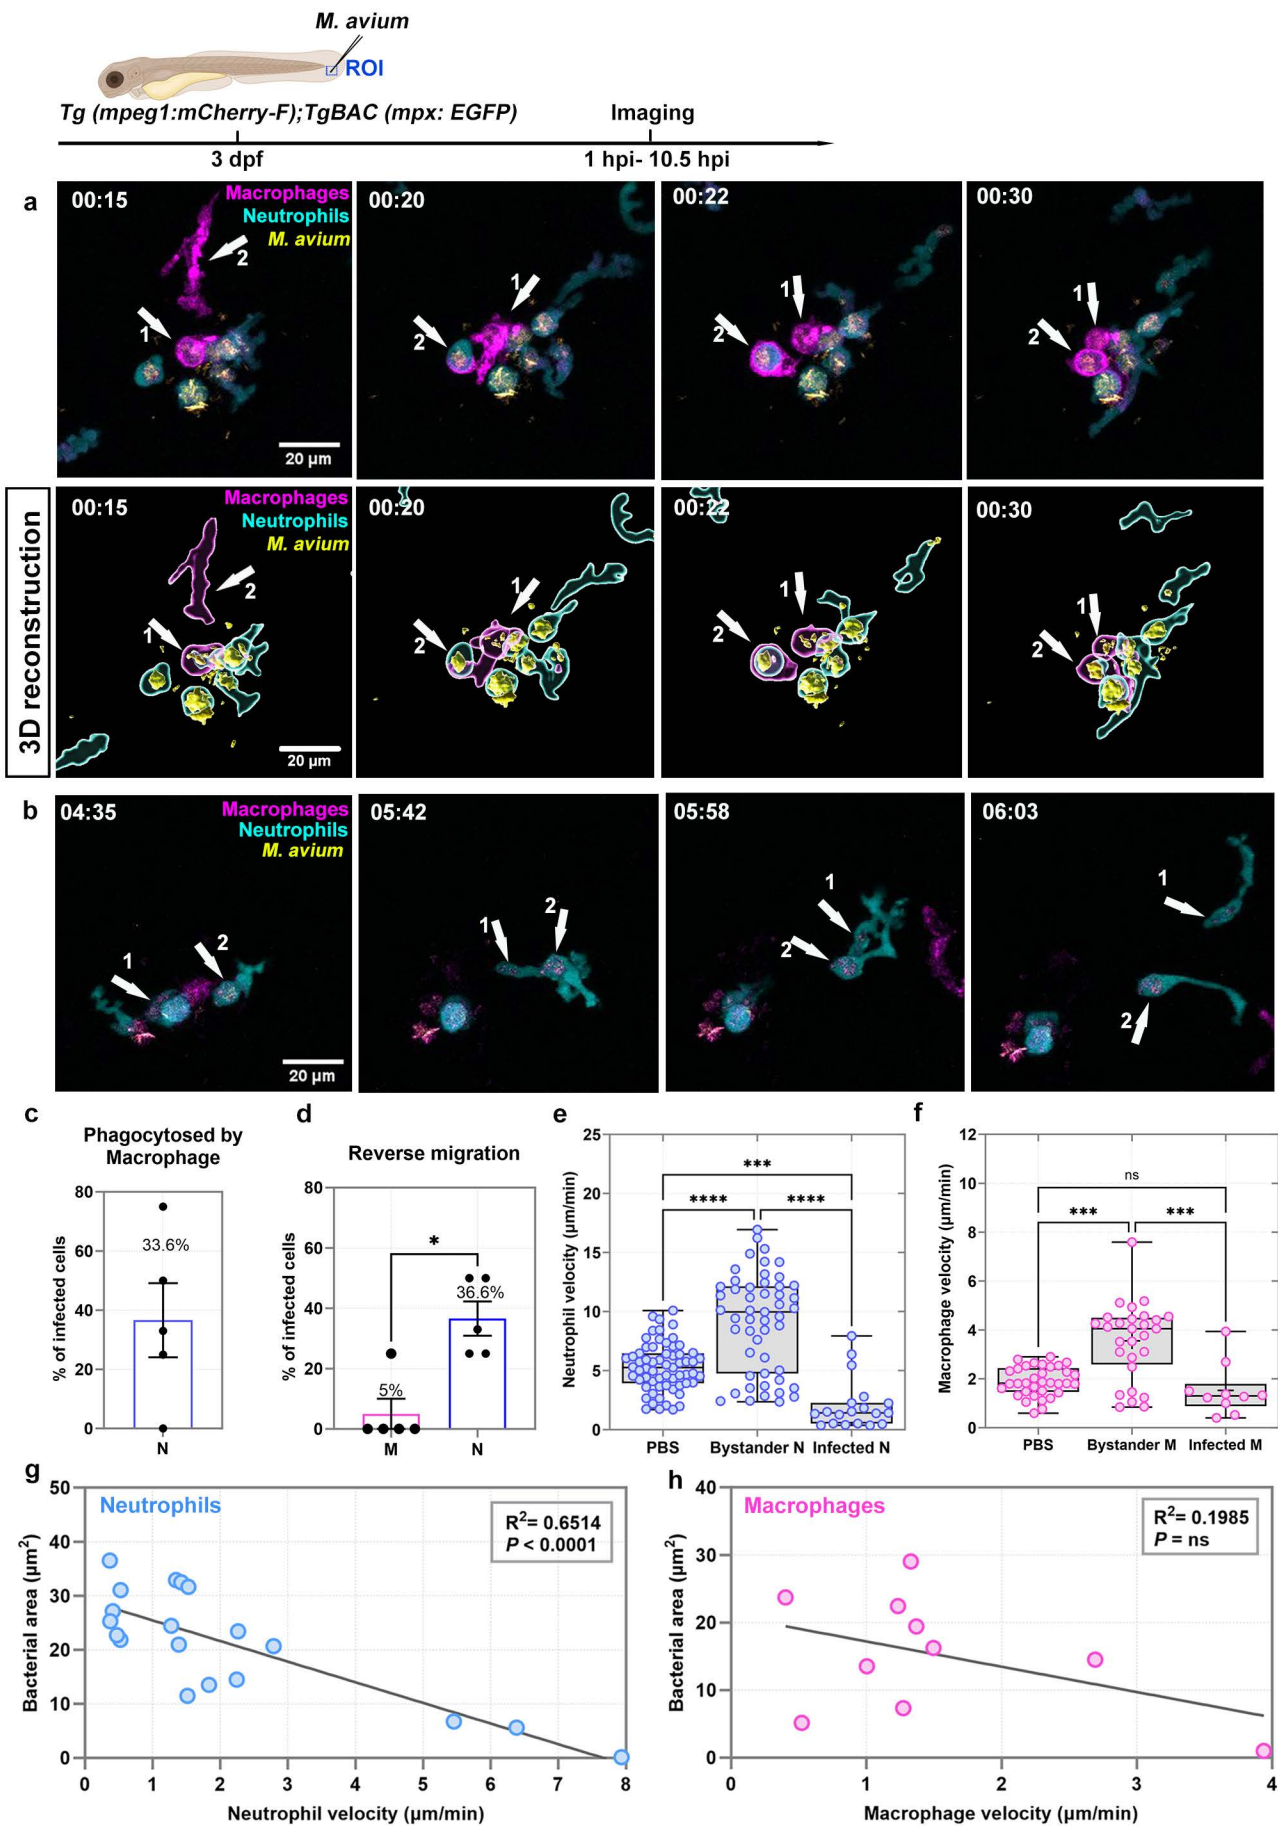 M. avium
ROI
Tg (mpeg1:mCherry-F);TgBAC (mpx: EGFP)
Imaging
3 dpf
1 hpi- 10.5 hpi
a
00:15
Macrophages
Neutrophils
M. avium
2
1
20 µm
00:20
1
2
00:22
1
2
00:30
1
2
3D reconstruction
00:15
Macrophages
Neutrophils
M. avium
2
1
20 µm
00:20
1
2
00:22
1
2
00:30
1
2
b
04:35
Macrophages
Neutrophils
M. avium
1
2
20 µm
05:42
1
2
05:58
1
2
06:03
1
2
c
Phagocytosed by
Macrophage
% of infected cells
80
60
40
20
0
33.6%
N
d
Reverse migration
% of infected cells
80
60
40
20
0
*
5%
36.6%
M
N
e
Neutrophil velocity (µm/min)
25
20
15
10
5
0
***
****
****
PBS
Bystander N
Infected N
f
Macrophage velocity (µm/min)
12
10
8
6
4
2
0
ns
***
***
PBS
Bystander M
Infected M
g
Neutrophils
R2= 0.6514
P < 0.0001
Bacterial area (µm2)
50
40
30
20
10
0
0 1 2 3 4 5 6 7 8
Neutrophil velocity (µm/min)
h
Macrophages
R2= 0.1985
P = ns
Bacterial area (µm2)
40
30
20
10
0
0 1 2 3 4
Macrophage velocity (µm/min)